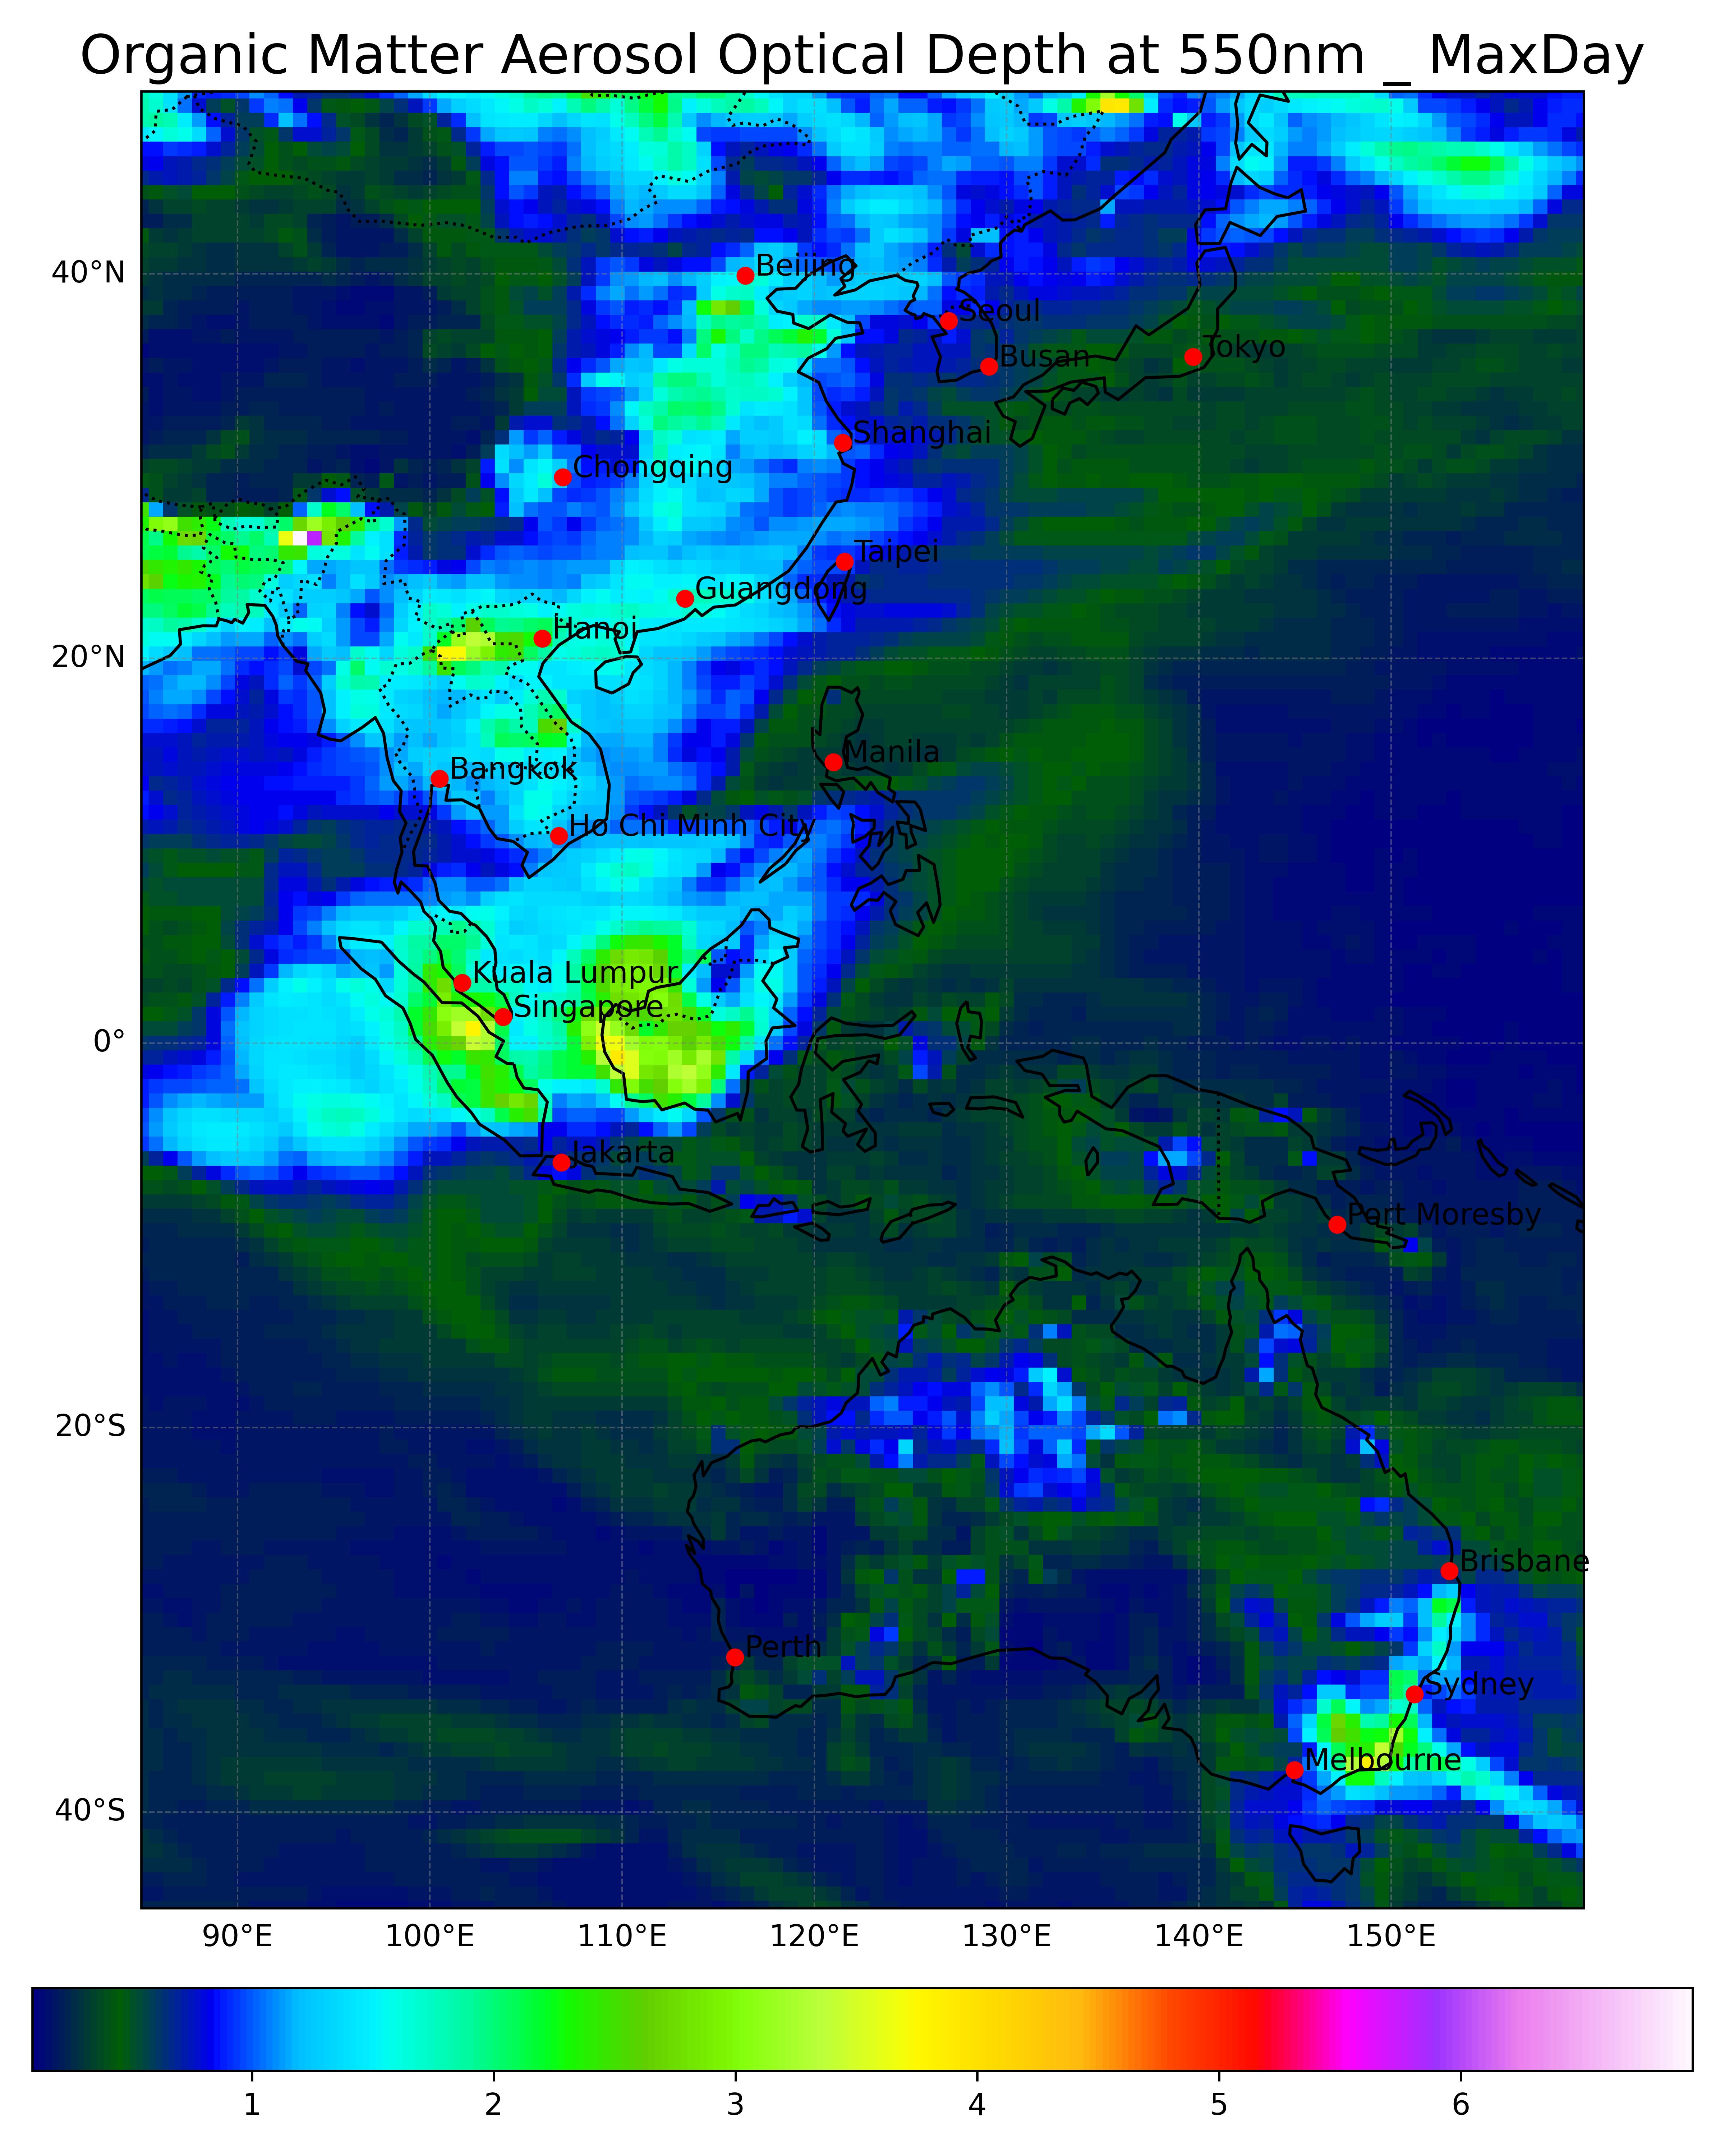 Organic Matter Aerosol Optical Depth at 550nm _ MaxDay
40°N
20°N
0°
20°S
40°S
Beijing
Seoul
Busan
Tokyo
Shanghai
Chongqing
Taipei
Guangdong
Hanoi
Manila
Bangkok
Ho Chi Minh City
Kuala Lumpur
Singapore
Jakarta
Port Moresby
Brisbane
Perth
Sydney
Melbourne
90°E 100°E 110°E 120°E 130°E 140°E 150°E
1 2 3 4 5 6